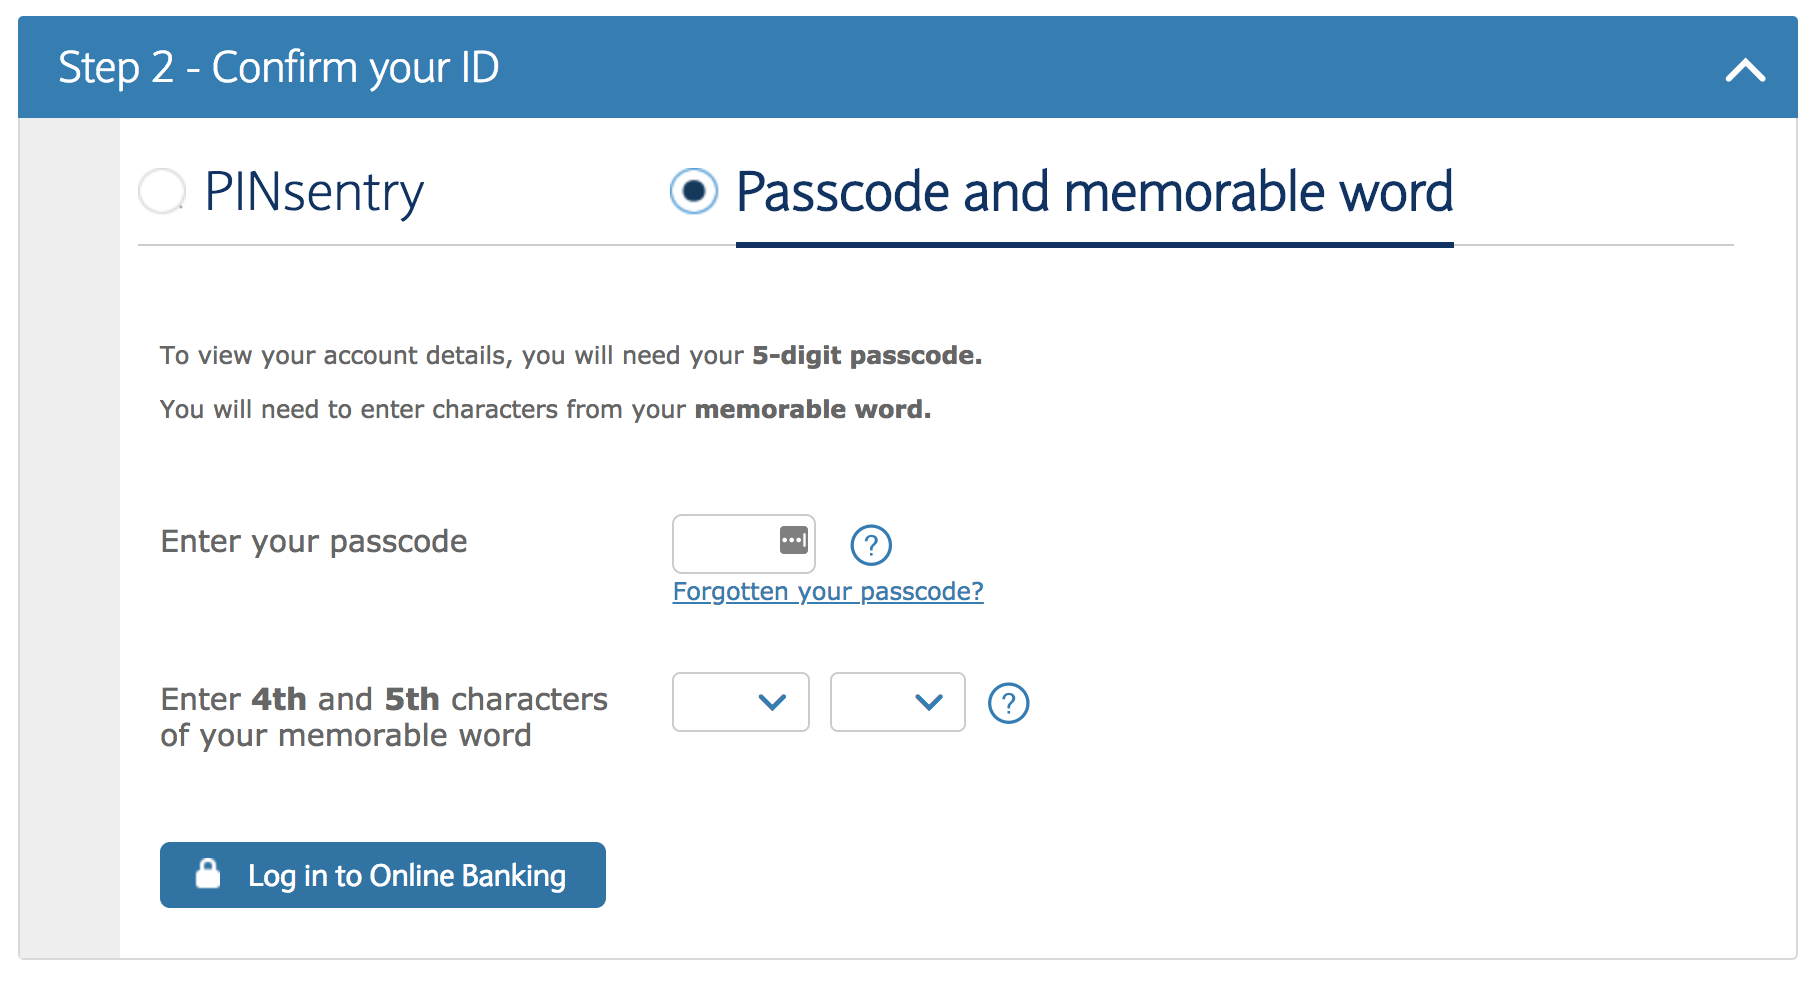 Step 2 - Confirm your ID
PINsentry
Passcode and memorable word
To view your account details, you will need your 5-digit passcode.
You will need to enter characters from your memorable word.
Enter your passcode
?
Forgotten your passcode?
Enter 4th and 5th characters
of your memorable word
?
Log in to Online Banking